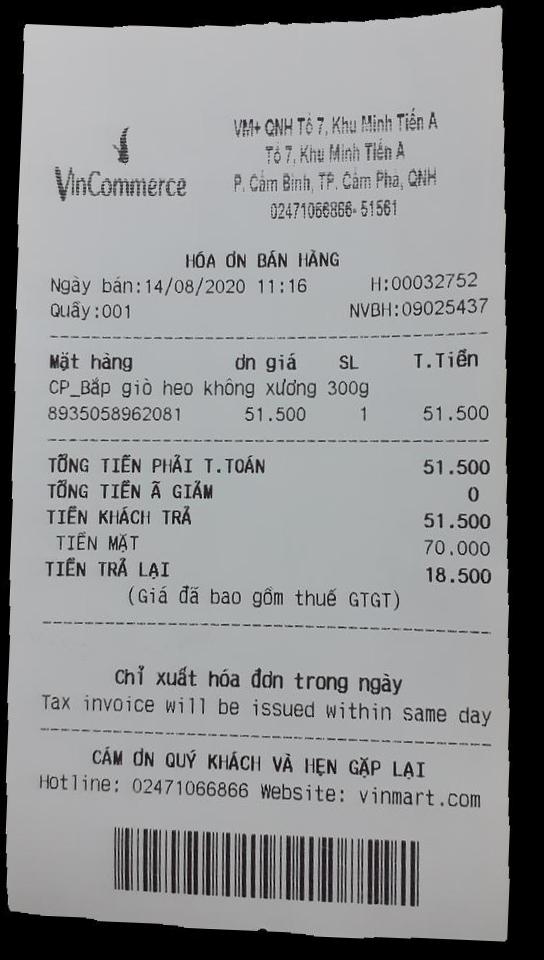 VinCommerce
VM+ QNH Tổ 7, Khu Minh Tiến A
Tổ 7, Khu Minh Tiến A
P. Cẩm Bình, TP. Cẩm Phả, QNH
02471066866-51561
HÓA ƠN BÁN HÀNG
Ngày bán:14/08/2020 11:16 H:00032752
Quầy:001 NVBH:09025437
Mặt hàng ơn giá SL T.Tiền
CP_Bắp giò heo không xương 300g
8935058962081 51.500 1 51.500
TỔNG TIỀN PHẢI T.TOÁN 51.500
TỔNG TIỀN Ã GIẢM 0
TIỀN KHÁCH TRẢ 51.500
TIỀN MẶT 70.000
TIỀN TRẢ LẠI 18.500
(Giá đã bao gồm thuế GTGT)
Chỉ xuất hóa đơn trong ngày
Tax invoice will be issued within same day
CÁM ƠN QUÝ KHÁCH VÀ HẸN GẶP LẠI
Hotline: 02471066866 Website: vinmart.com